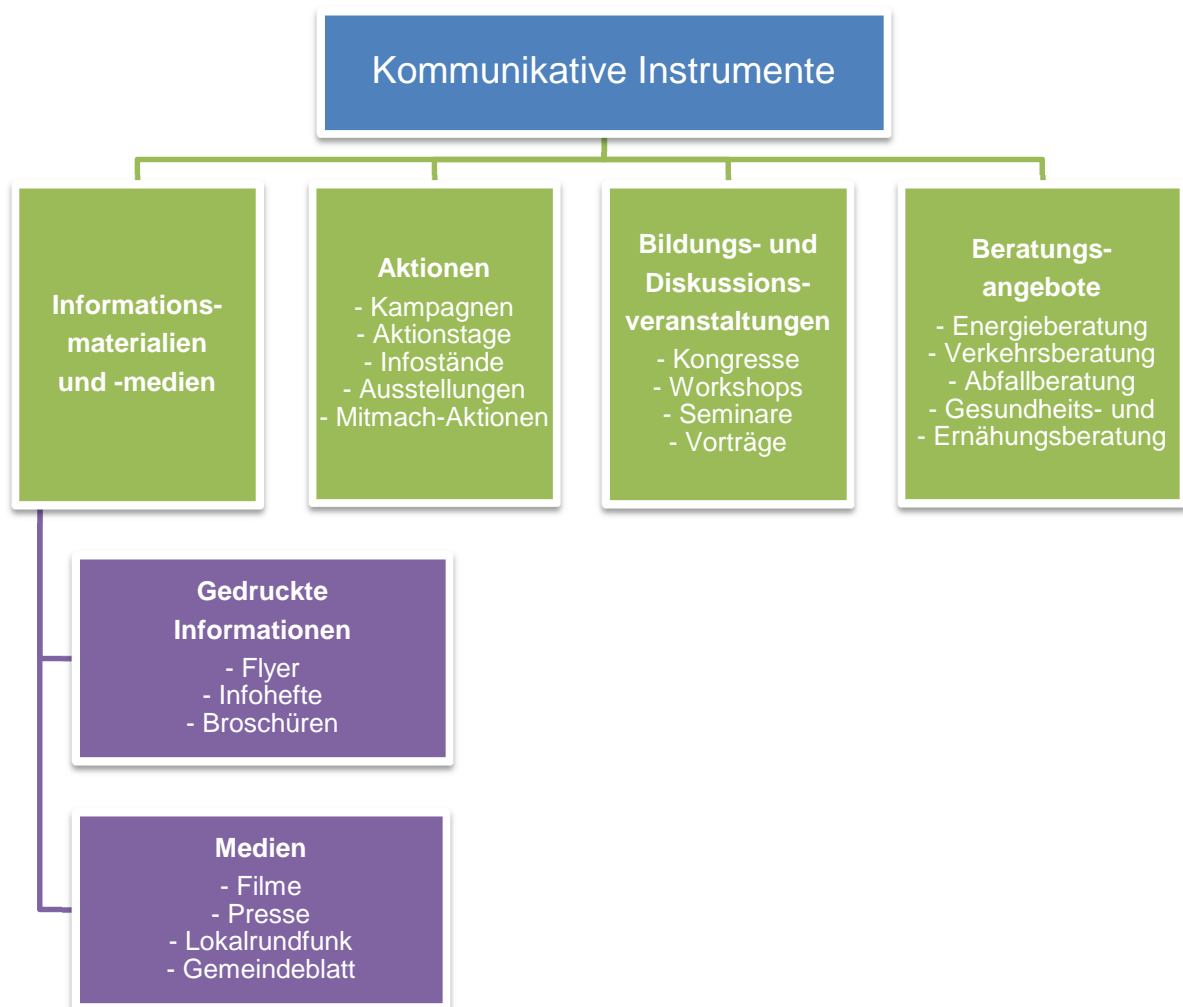 Kommunikative Instrumente
Informations-
materialien
und -medien
Aktionen
- Kampagnen
- Aktionstage
- Infostände
- Ausstellungen
- Mitmach-Aktionen
Bildungs- und
Diskussions-
veranstaltungen
- Kongresse
- Workshops
- Seminare
- Vorträge
Beratungs-
angebote
- Energieberatung
- Verkehrsberatung
- Abfallberatung
- Gesundheits- und
- Ernähungsberatung
Gedruckte
Informationen
- Flyer
- Infohefte
- Broschüren
Medien
- Filme
- Presse
- Lokalrundfunk
- Gemeindeblatt